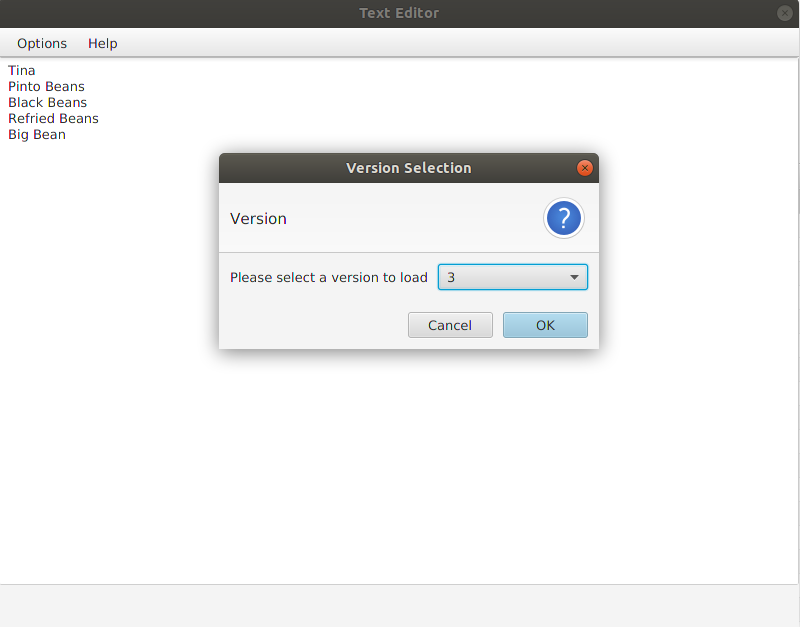 Text Editor
Options Help
Tina
Pinto Beans
Black Beans
Refried Beans
Big Bean
Version Selection
Version
?
Please select a version to load 3
Cancel OK